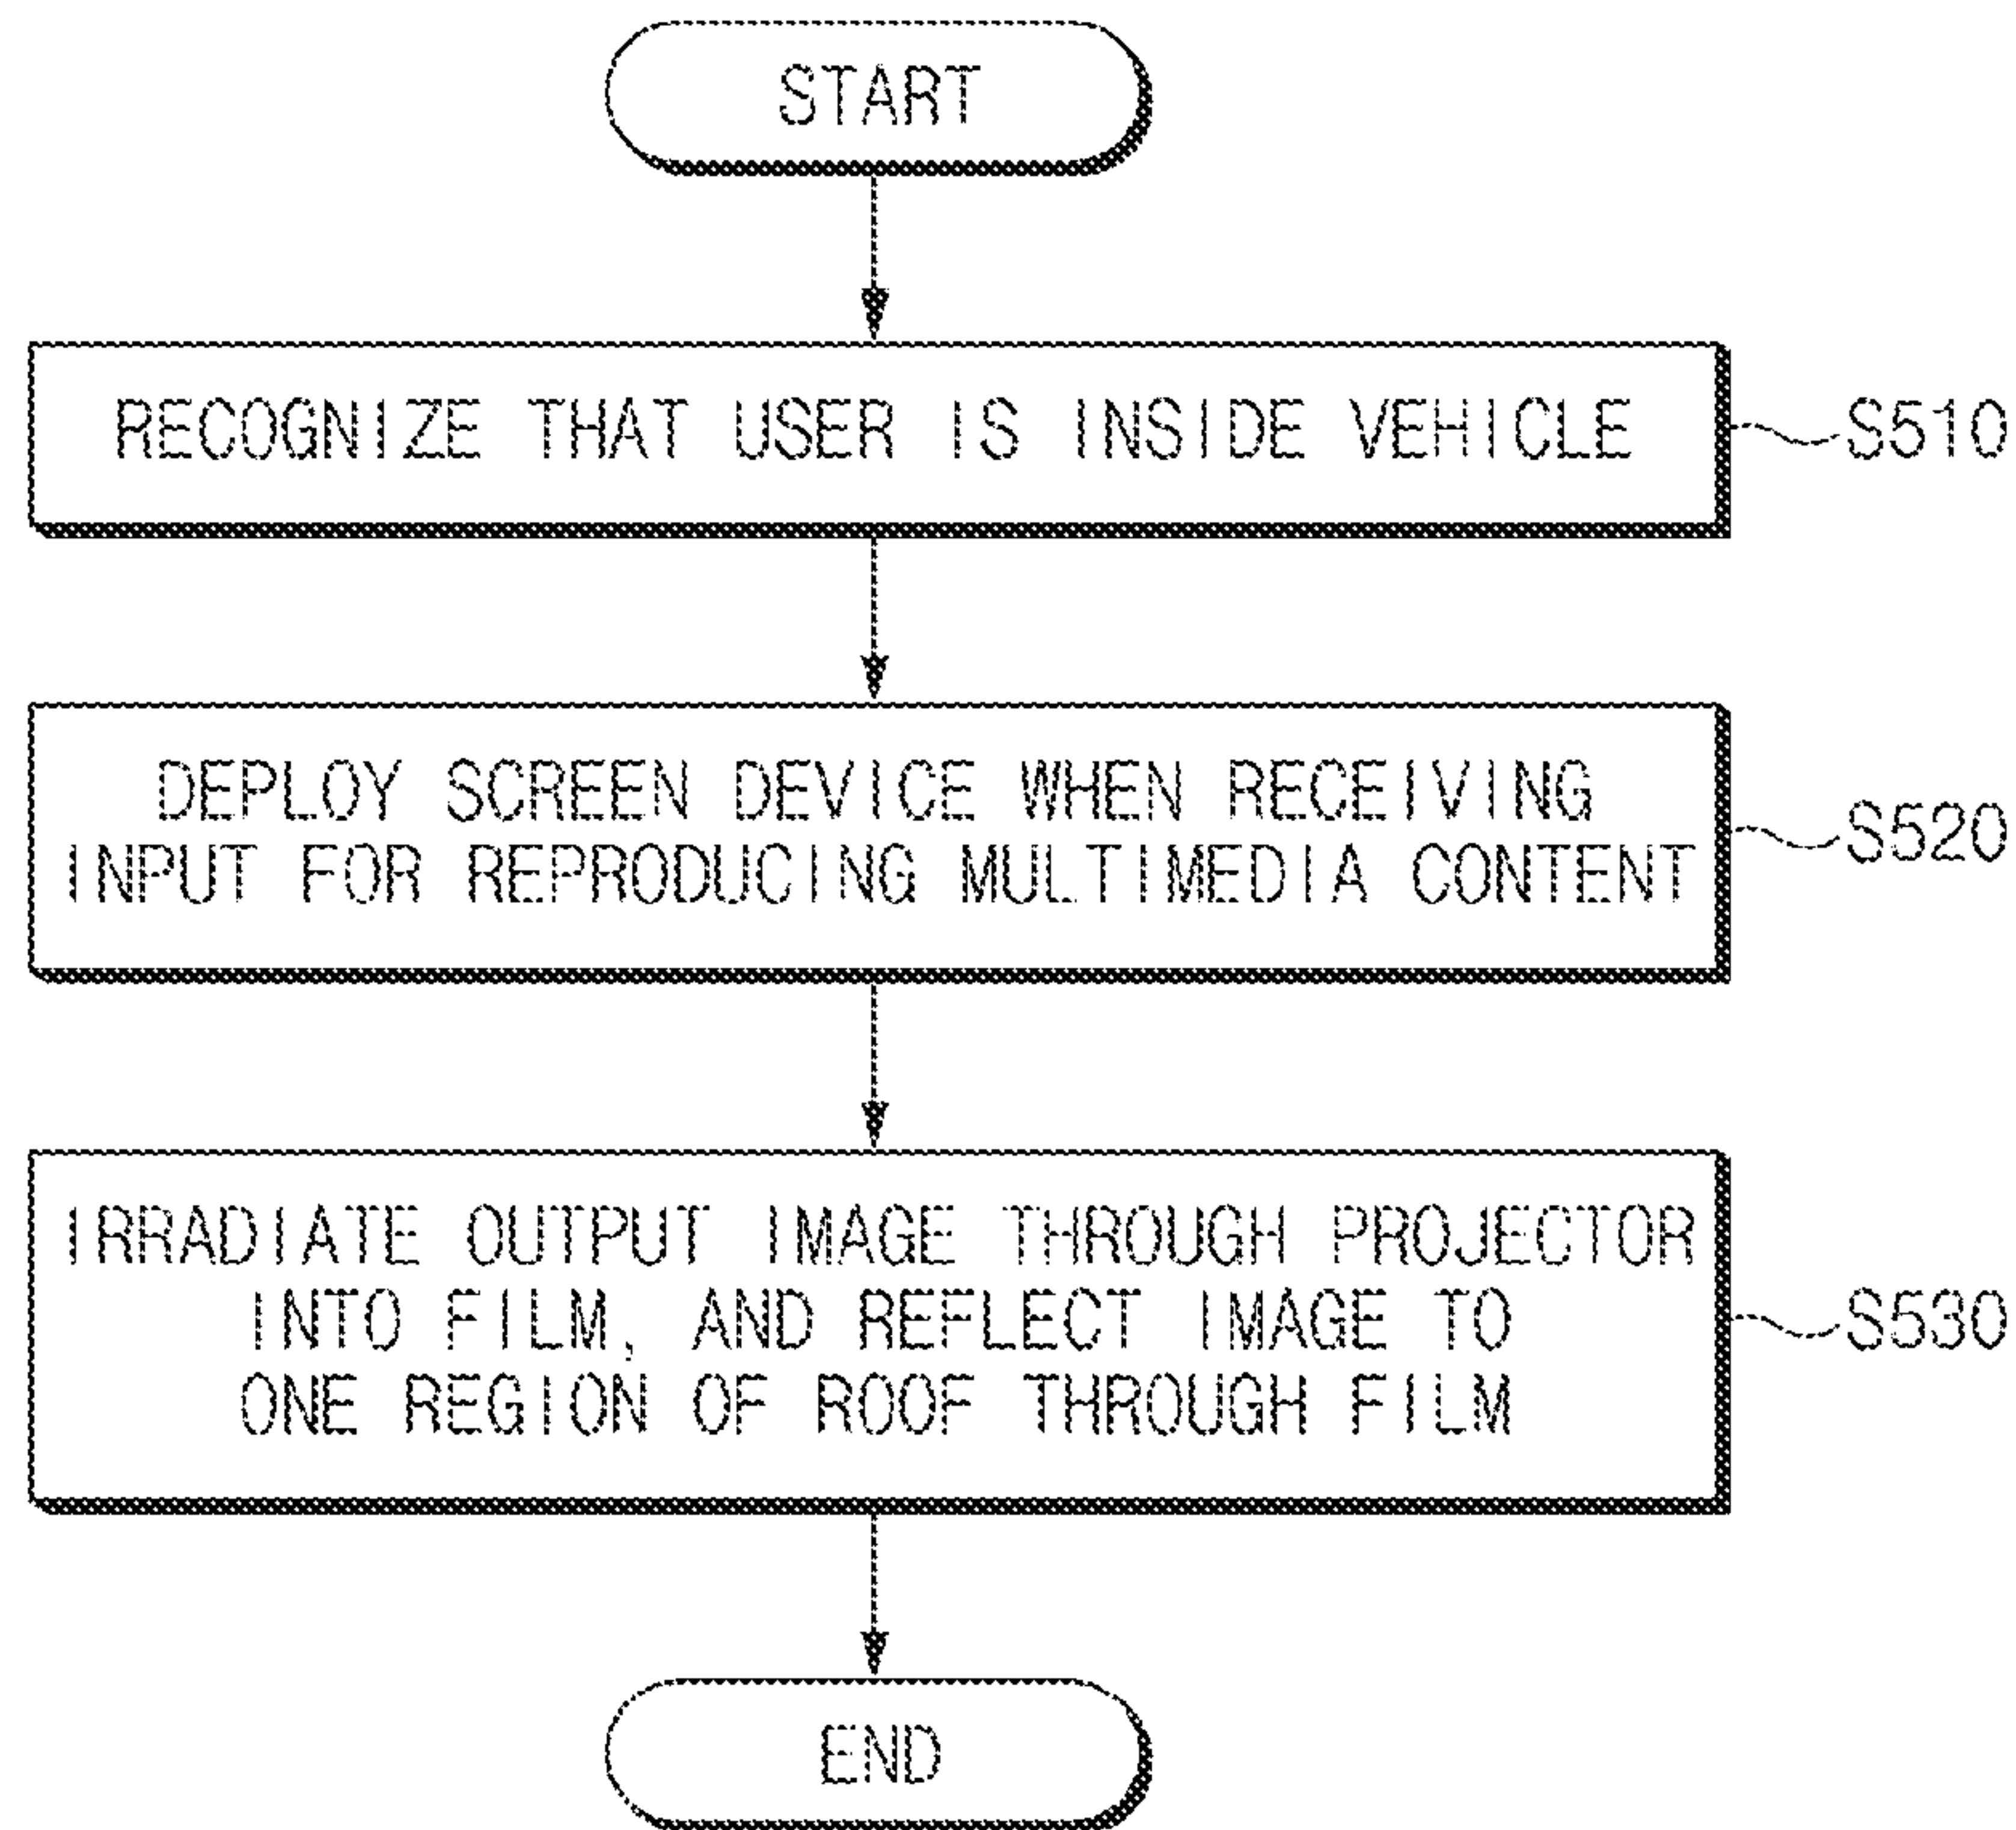 START
RECOGNIZE THAT USER IS INSIDE VEHICLE
S510
DEPLOY SCREEN DEVICE WHEN RECEIVING
INPUT FOR REPRODUCING MULTIMEDIA CONTENT
S520
IRRADIATE OUTPUT IMAGE THROUGH PROJECTOR
INTO FILM, AND REFLECT IMAGE TO
ONE REGION OF ROOF THROUGH FILM
S530
END